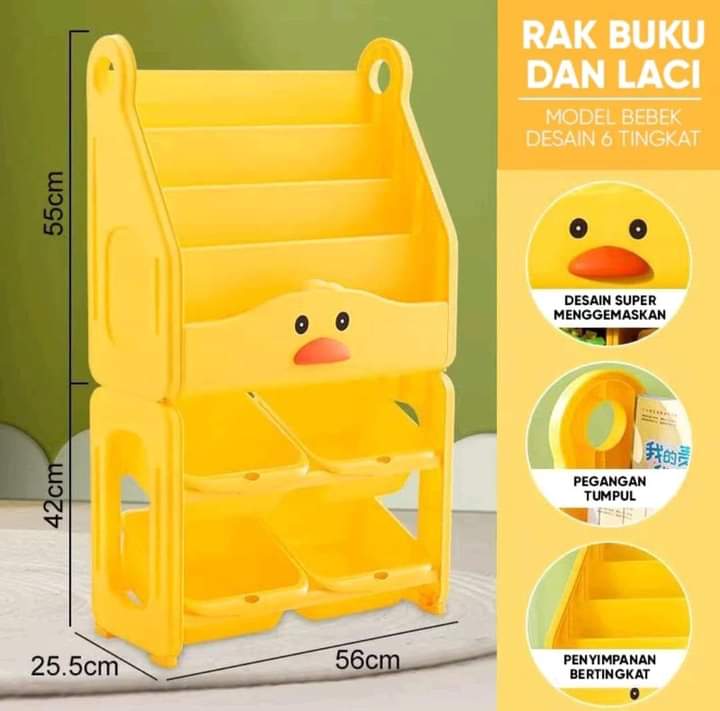 RAK BUKU
DAN LACI
MODEL BEBEK
DESAIN 6 TINGKAT
55cm
42cm
25.5cm
56cm
DESAIN SUPER
MENGGEMASKAN
PEGANGAN
TUMPUL
我的
PENYIMPANAN
BERTINGKAT